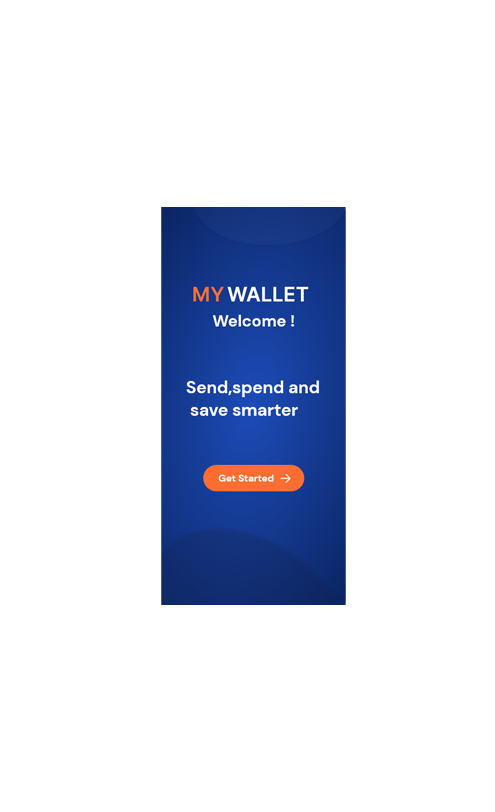 MY WALLET
Welcome !
Send,spend and
save smarter
Get Started